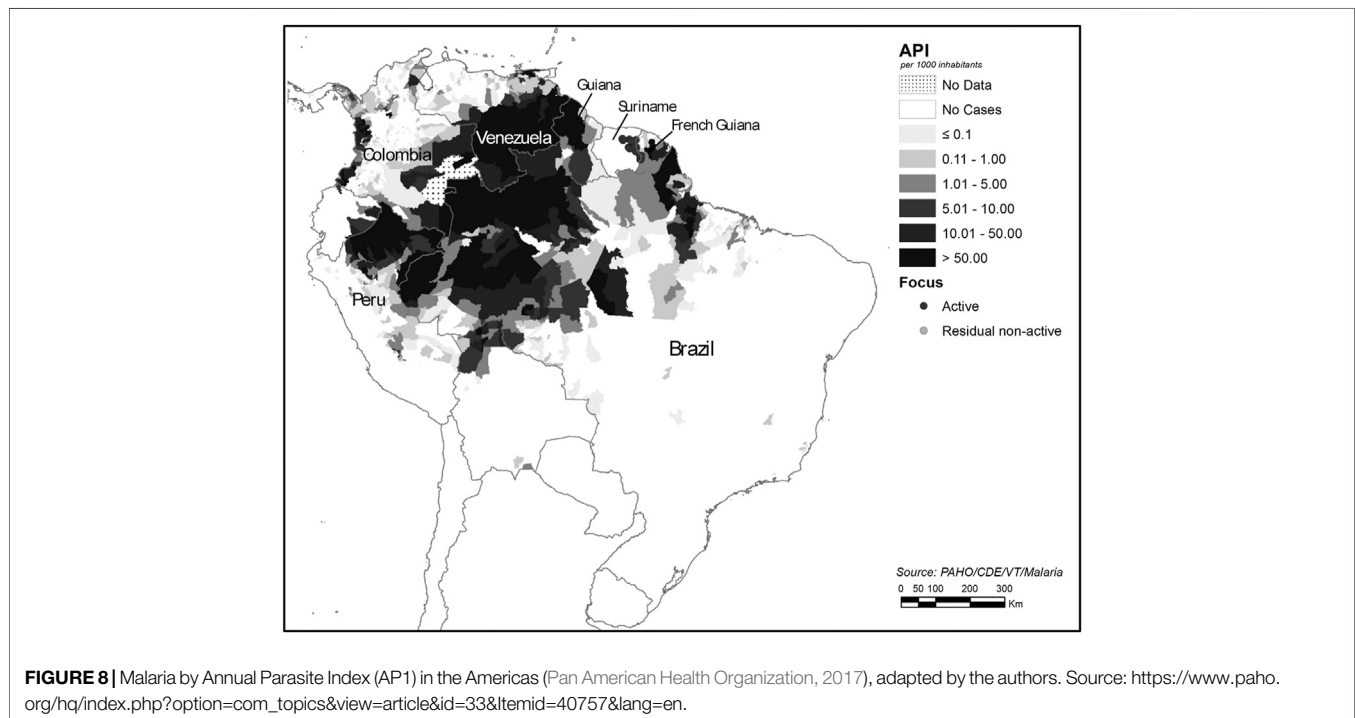 Guiana
Suriname
French Guiana
Venezuela
Colombia
Peru
Brazil
API
per 1000 inhabitants
No Data
No Cases
≤ 0.1
0.11 - 1.00
1.01 - 5.00
5.01 - 10.00
10.01 - 50.00
> 50.00
Focus
Active
Residual non-active
Source: PAHO/CDE/VT/Malaria
0 50 100 200 300
Km
FIGURE 8 | Malaria by Annual Parasite Index (AP1) in the Americas (Pan American Health Organization, 2017), adapted by the authors. Source: https://www.paho.
org/hq/index.php?option=com_topics&view=article&id=33&Itemid=40757&lang=en.